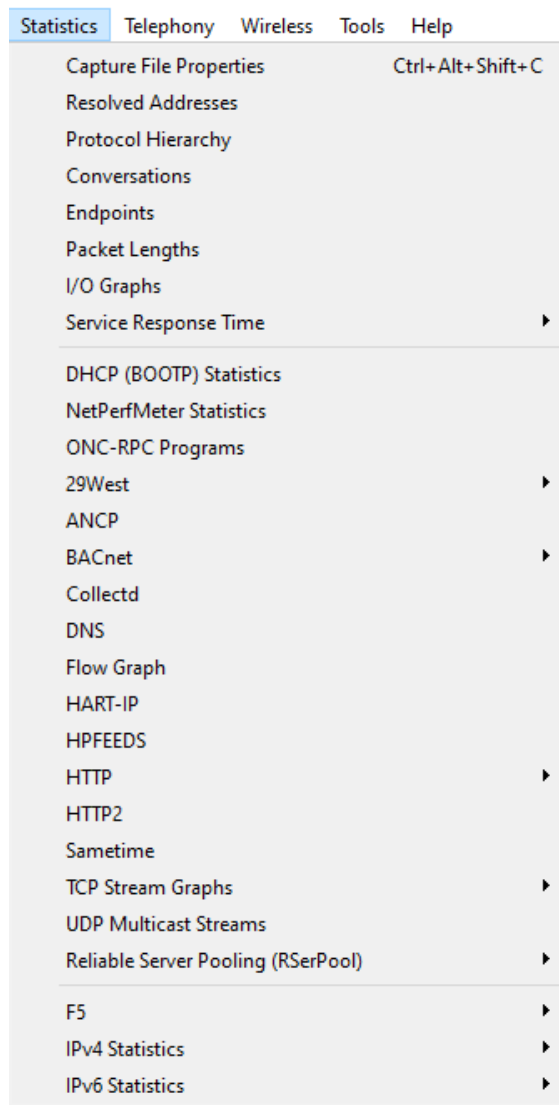 Statistics Telephony Wireless Tools Help
Capture File Properties Ctrl+Alt+Shift+C
Resolved Addresses
Protocol Hierarchy
Conversations
Endpoints
Packet Lengths
I/O Graphs
Service Response Time
DHCP (BOOTP) Statistics
NetPerfMeter Statistics
ONC-RPC Programs
29West
ANCP
BACnet
Collectd
DNS
Flow Graph
HART-IP
HPFEEDS
HTTP
HTTP2
Sametime
TCP Stream Graphs
UDP Multicast Streams
Reliable Server Pooling (RSerPool)
F5
IPv4 Statistics
IPv6 Statistics